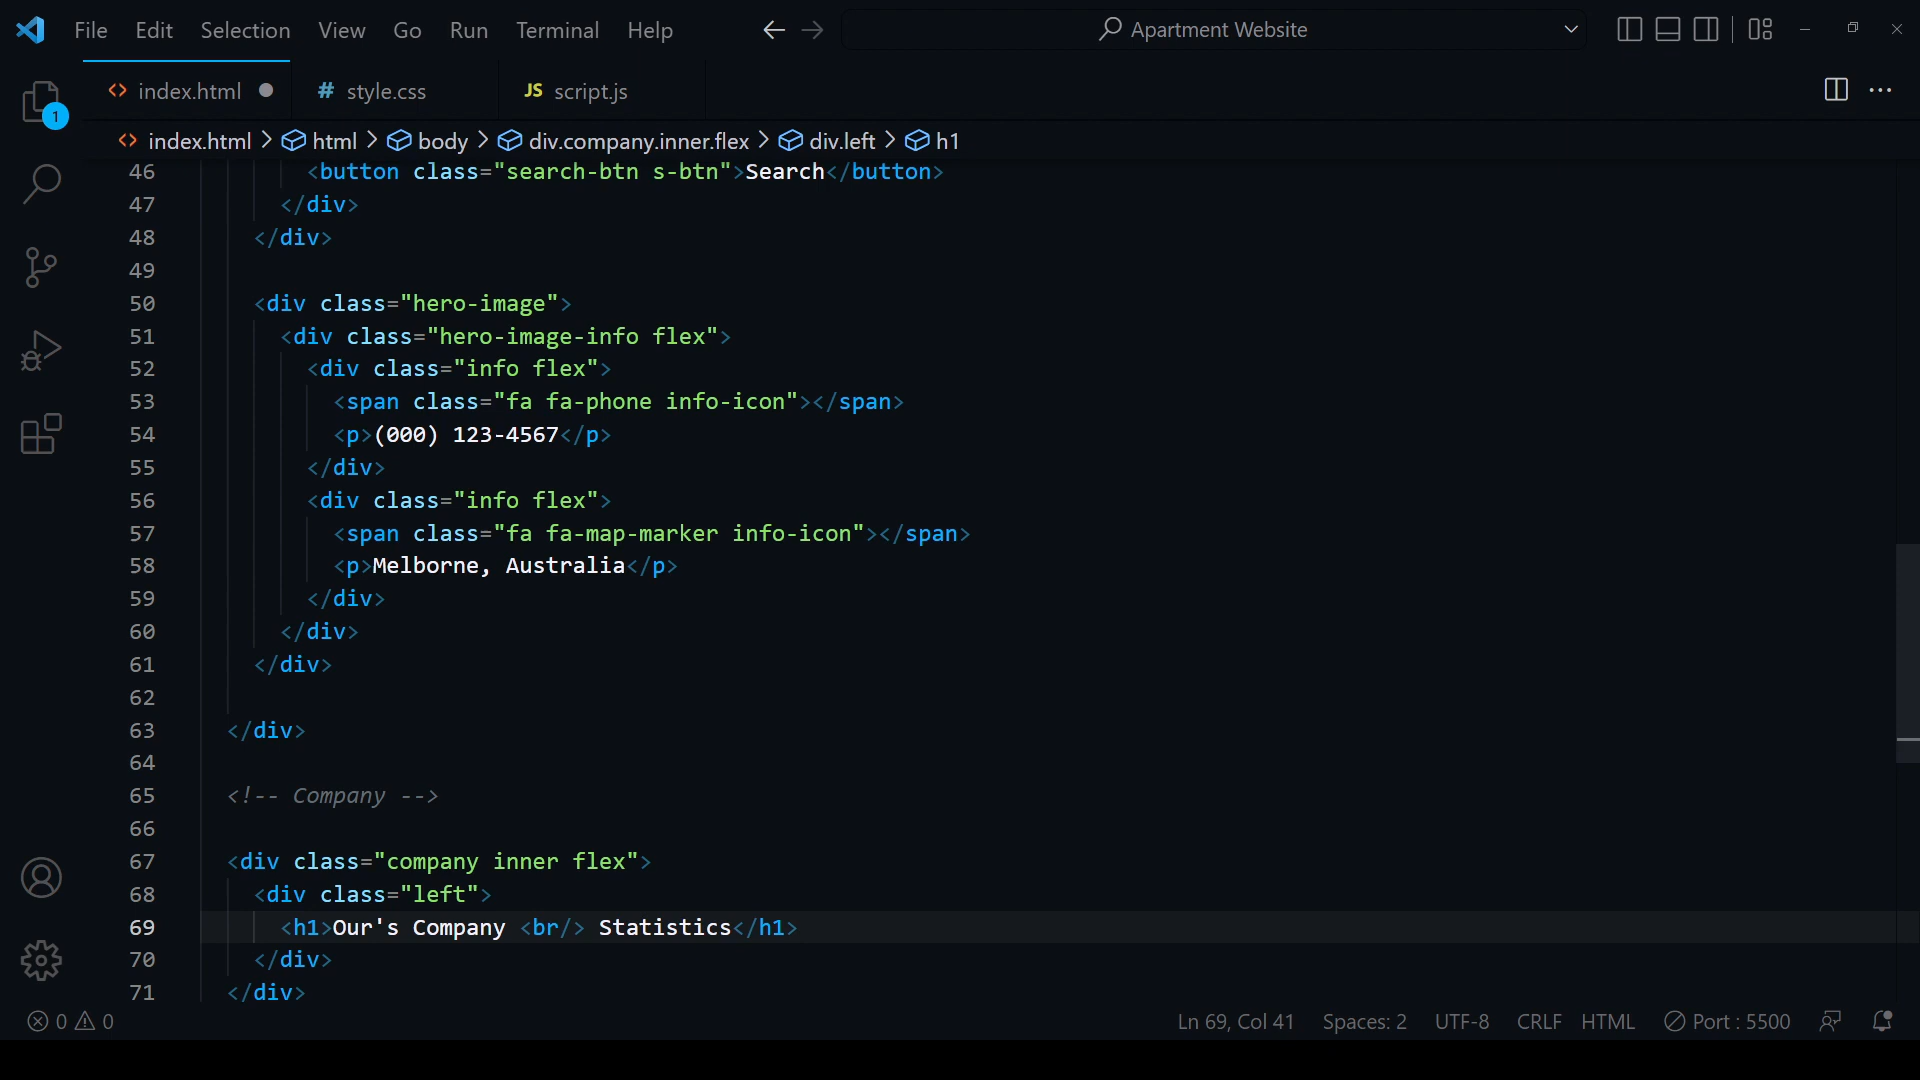 File Edit Selection View Go Run Terminal Help
Apartment Website
index.html
# style.css
JS script.js
1
index.html > html > body > div.company.inner.flex > div.left > h1
46 <button class="search-btn s-btn">Search</button>
47 </div>
48 </div>
49
50 <div class="hero-image">
51 <div class="hero-image-info flex">
52 <div class="info flex">
53 <span class="fa fa-phone info-icon"></span>
54 <p>(000) 123-4567</p>
55 </div>
56 <div class="info flex">
57 <span class="fa fa-map-marker info-icon"></span>
58 <p>Melborne, Australia</p>
59 </div>
60 </div>
61 </div>
62
63 </div>
64
65 <!-- Company -->
66
67 <div class="company inner flex">
68 <div class="left">
69 <h1>Our's Company <br/> Statistics</h1>
70 </div>
71 </div>
0 0
Ln 69, Col 41 Spaces: 2 UTF-8 CRLF HTML Port : 5500